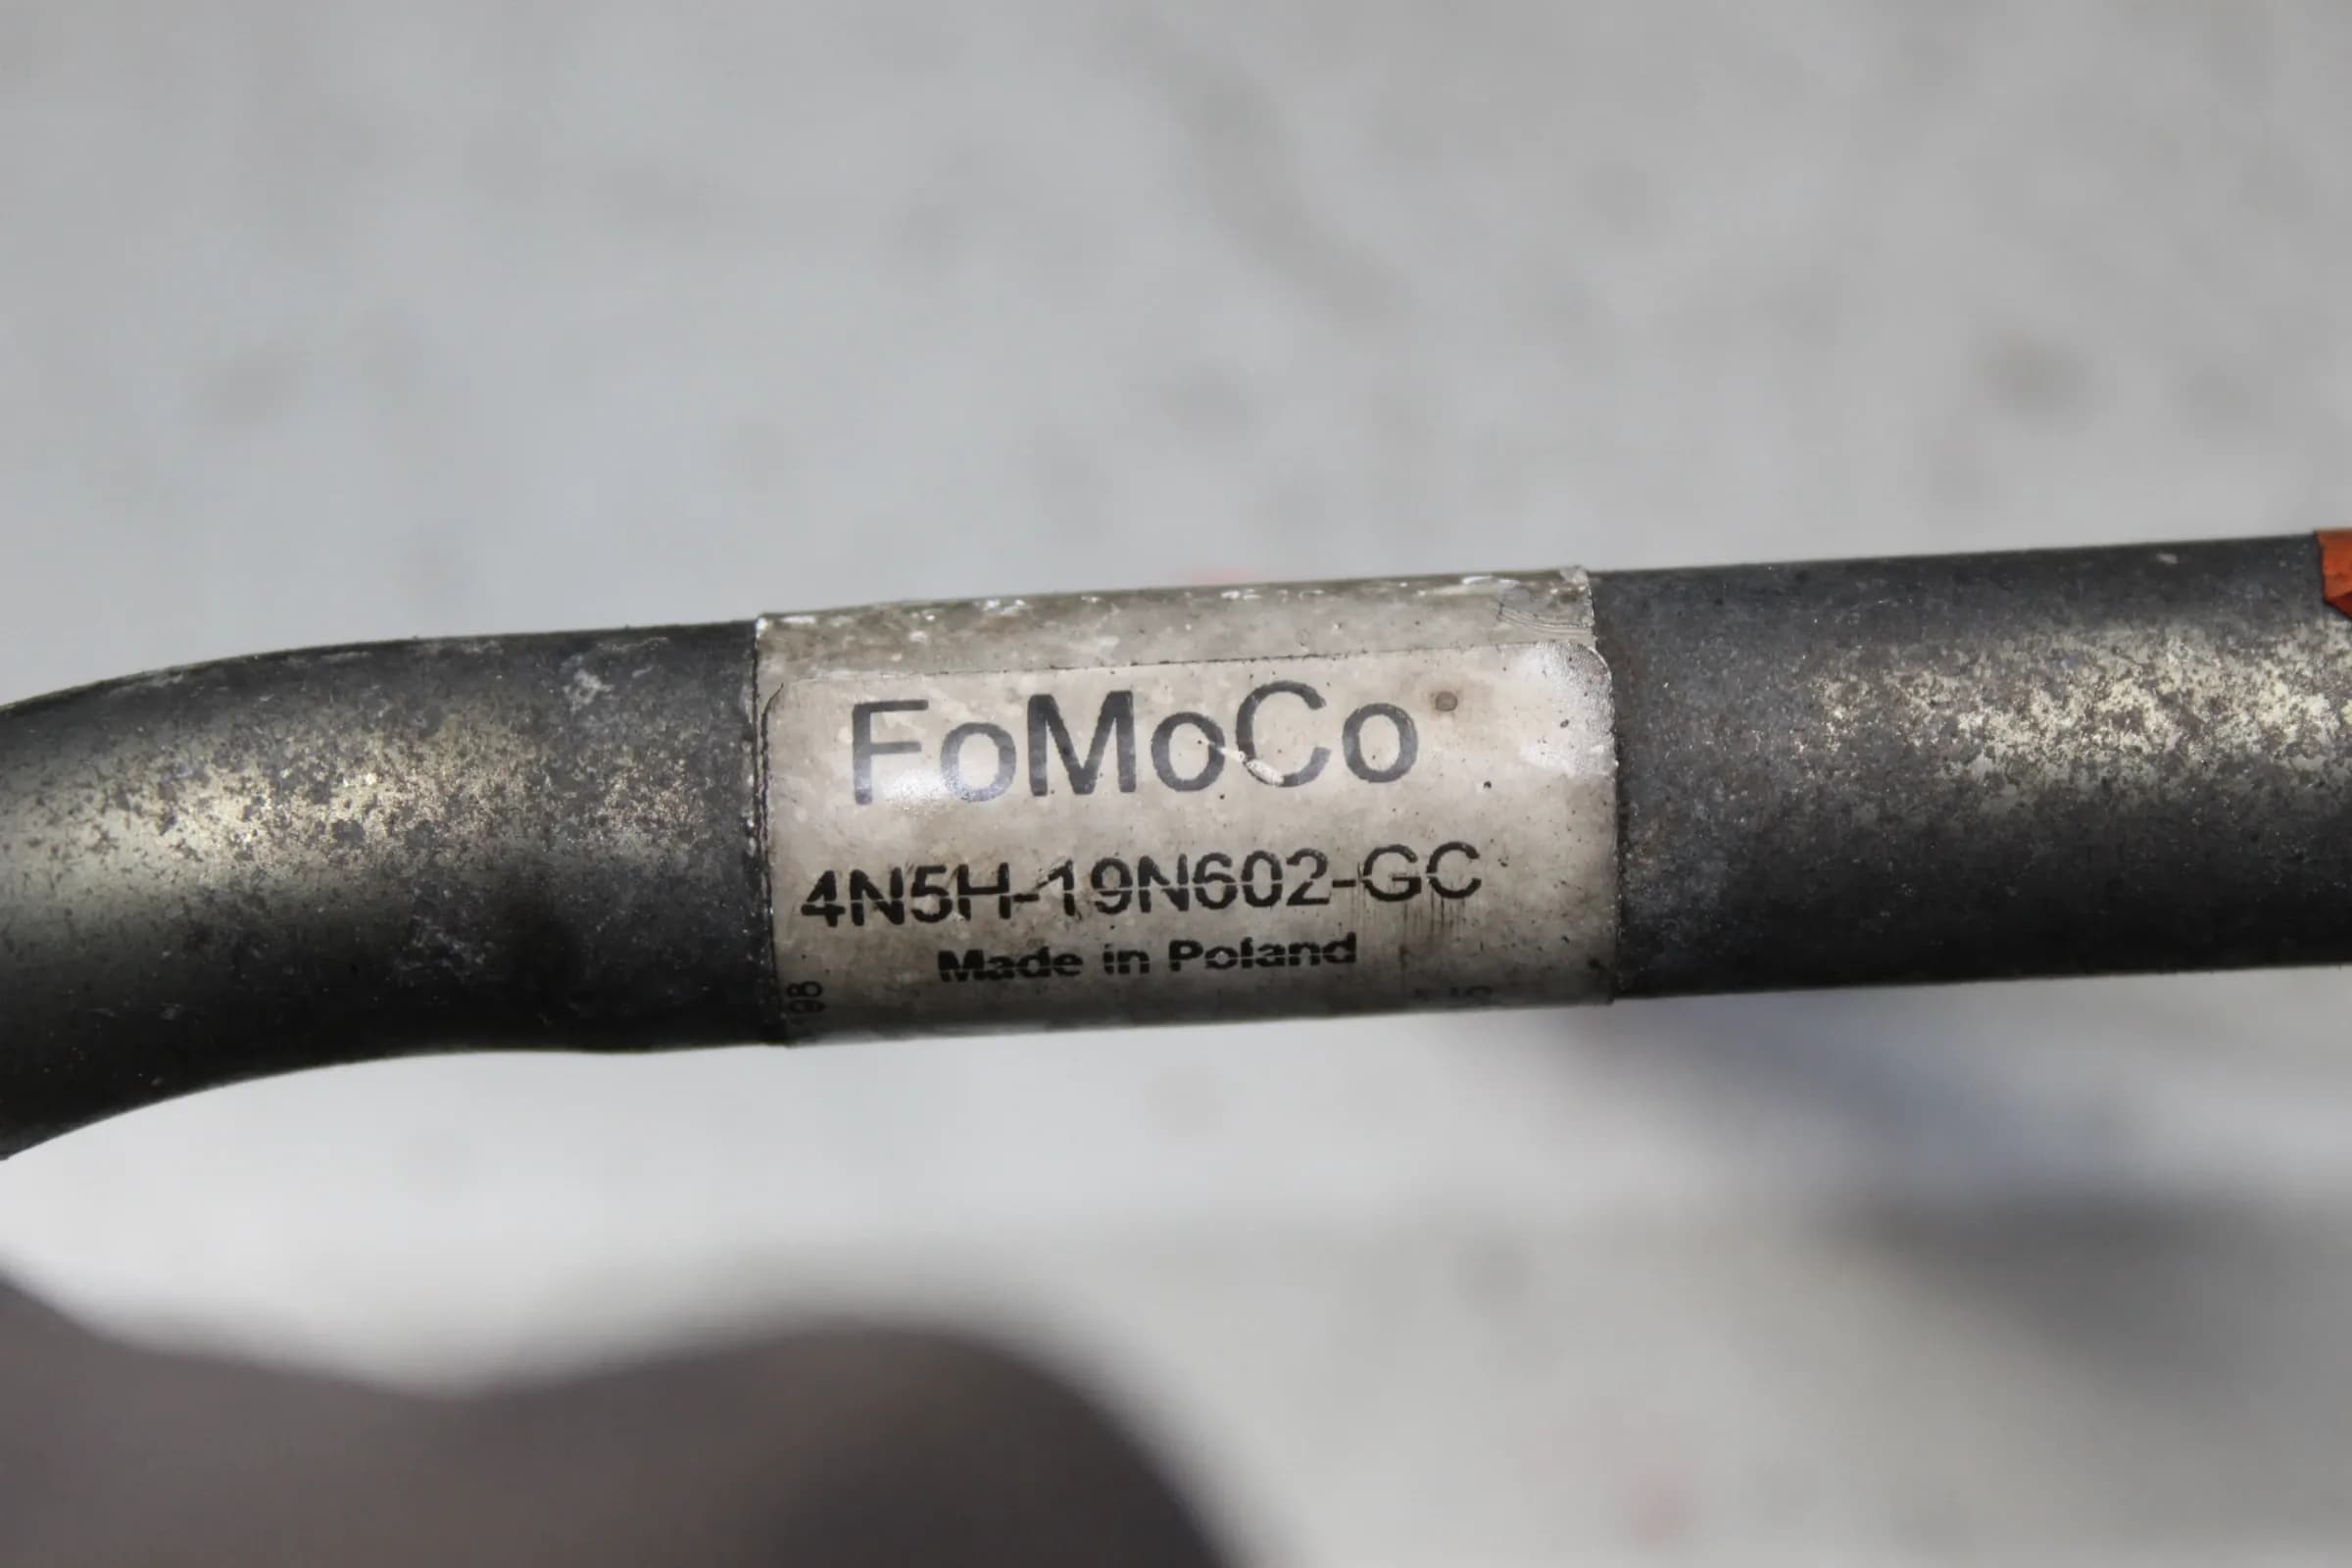 FoMoCo
4N5H-19N602-GC
Made in Poland